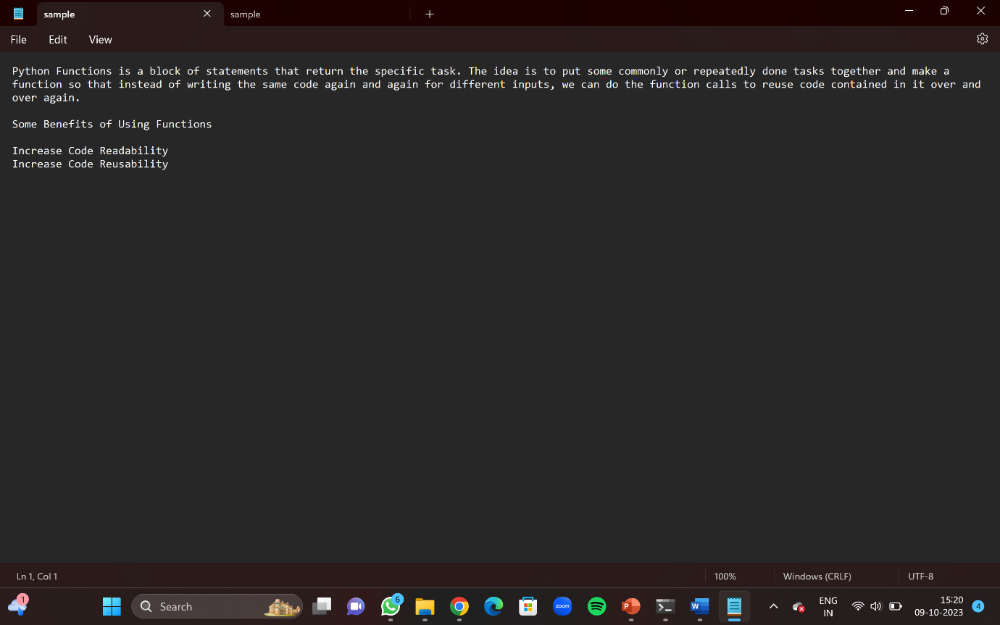 sample
sample
File Edit View
Python Functions is a block of statements that return the specific task. The idea is to put some commonly or repeatedly done tasks together and make a
function so that instead of writing the same code again and again for different inputs, we can do the function calls to reuse code contained in it over and
over again.
Some Benefits of Using Functions
Increase Code Readability
Increase Code Reusability
Ln 1, Col 1 100% Windows (CRLF) UTF-8
1 Search 6 zoom P W ENG 15:20 4
IN 09-10-2023